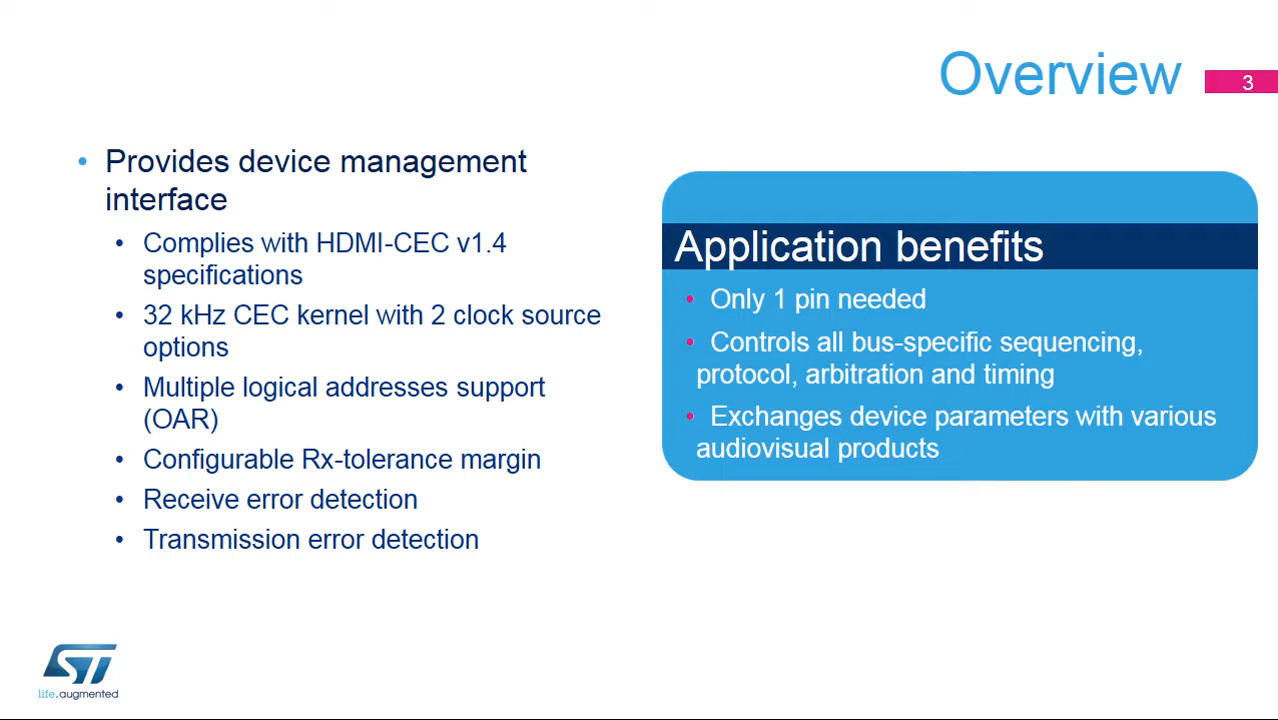 Overview
3
• Provides device management
interface
• Complies with HDMI-CEC v1.4
specifications
• 32 kHz CEC kernel with 2 clock source
options
• Multiple logical addresses support
(OAR)
• Configurable Rx-tolerance margin
• Receive error detection
• Transmission error detection
Application benefits
• Only 1 pin needed
• Controls all bus-specific sequencing,
protocol, arbitration and timing
• Exchanges device parameters with various
audiovisual products
ST
life.augmented